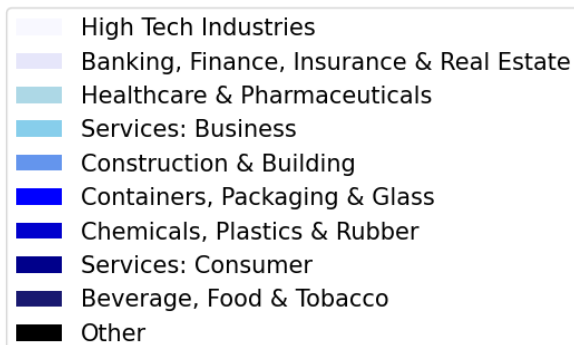 High Tech Industries
Banking, Finance, Insurance & Real Estate
Healthcare & Pharmaceuticals
Services: Business
Construction & Building
Containers, Packaging & Glass
Chemicals, Plastics & Rubber
Services: Consumer
Beverage, Food & Tobacco
Other